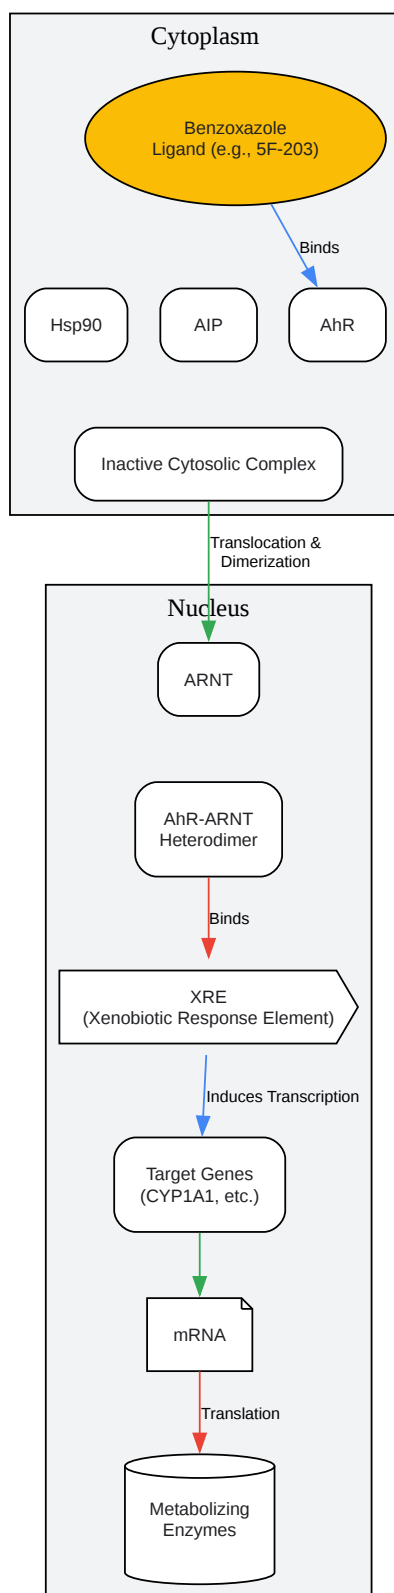 Cytoplasm
Benzoxazole
Ligand (e.g., 5F-203)
Binds
Hsp90
AIP
AhR
Inactive Cytosolic Complex
Translocation &
Dimerization
Nucleus
ARNT
AhR-ARNT
Heterodimer
Binds
XRE
(Xenobiotic Response Element)
Induces Transcription
Target Genes
(CYP1A1, etc.)
mRNA
Translation
Metabolizing
Enzymes